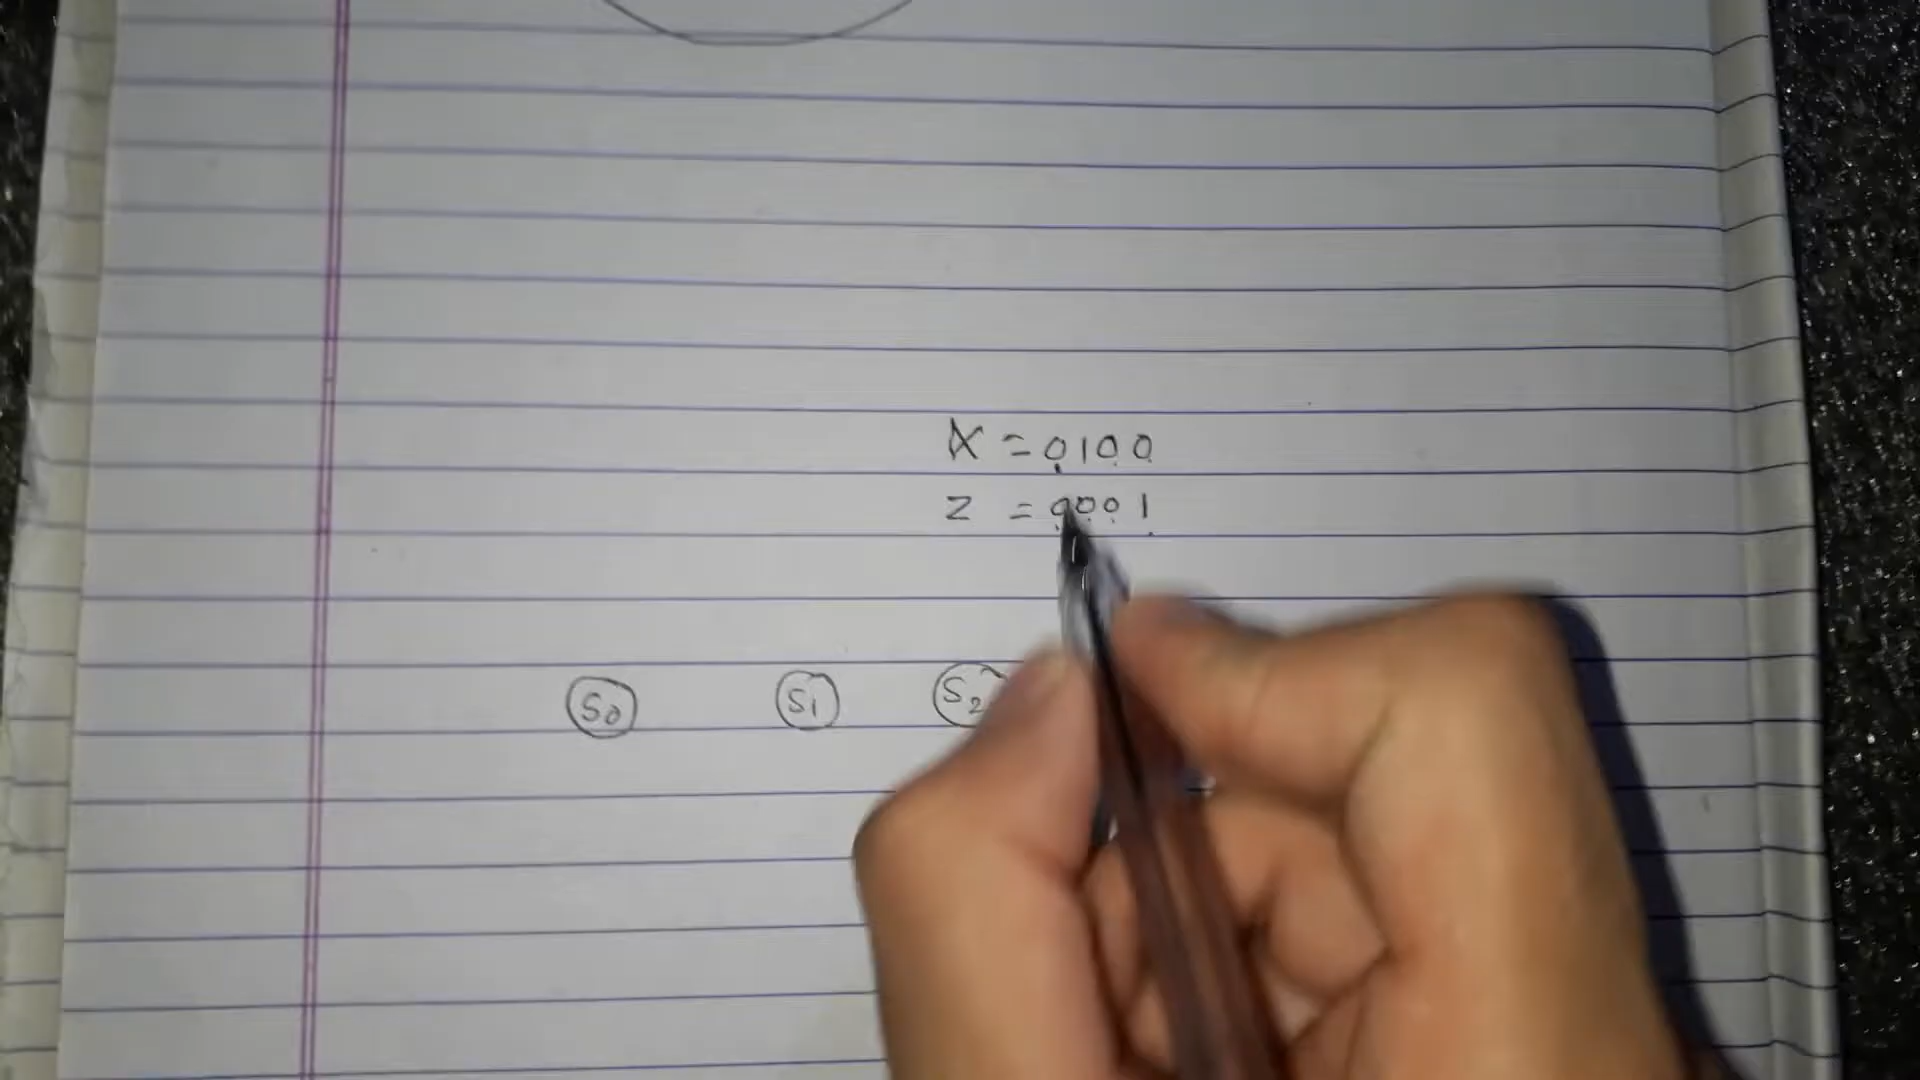 X = 0100
Z = 0001
S0 S1 S2